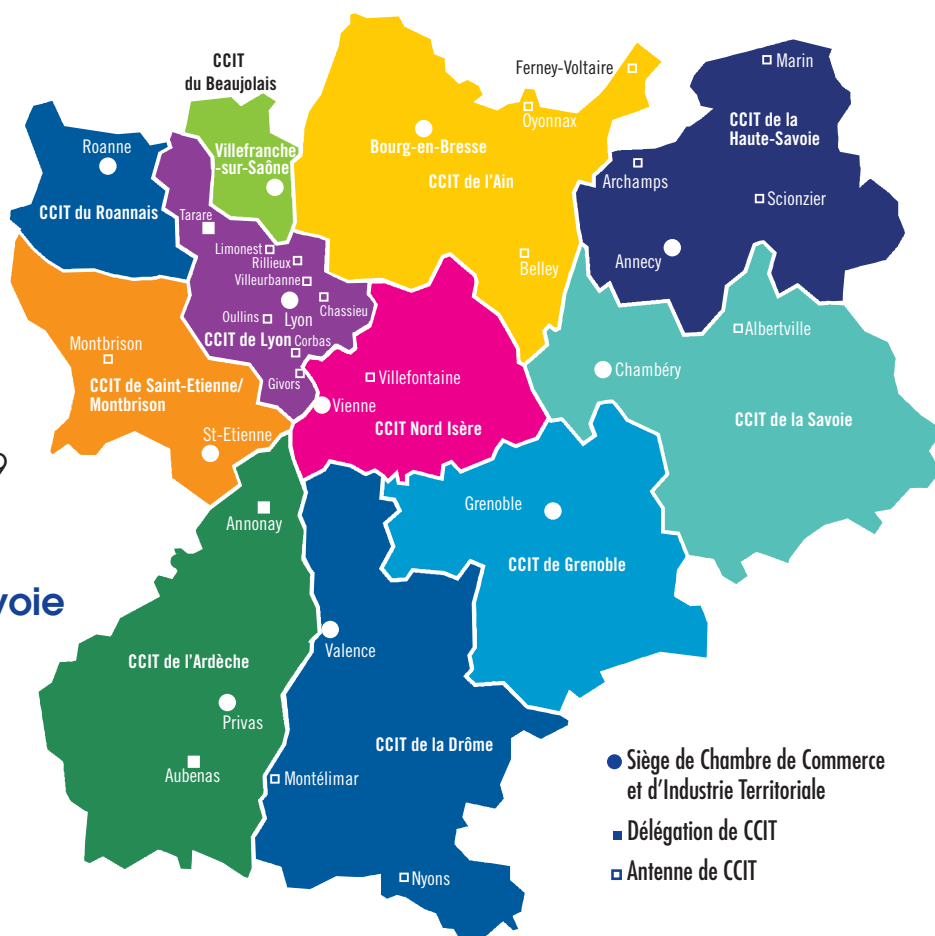 CCIT
du Beaujolais
Ferney-Voltaire
Marin
Oyonnax
CCIT de la
Haute-Savoie
Roanne
Villefranche
-sur-Saône
Bourg-en-Bresse
CCIT de l'Ain
Archamps
Scionzier
CCIT du Roannais
Tarare
Limonest
Rillieux
Villeurbanne
Belley
Annecy
Chassieu
Oullins
Lyon
CCIT de Lyon
Corbas
Albertville
Montbrison
Givors
Villefontaine
Chambéry
CCIT de Saint-Etienne/
Montbrison
Vienne
CCIT Nord Isère
CCIT de la Savoie
St-Etienne
Grenoble
Annonay
CCIT de Grenoble
voie
Valence
CCIT de l'Ardèche
Privas
CCIT de la Drôme
Aubenas
Montélimar
Nyons
Siège de Chambre de Commerce
et d'Industrie Territoriale
Délégation de CCIT
Antenne de CCIT